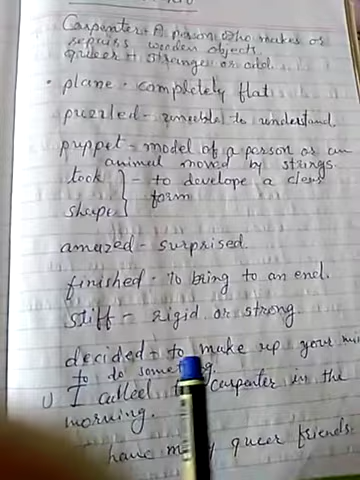 Carpenter + A person who makes or
repairs wooden objects.
queer + strange or odd.
• plane - completely flat
puzzled - unable to understand.
puppet - model of a person or an
animal moved by strings.
took } - to develope a clear
shape } form
amazed - surprised.
finished - To bring to an end.
stiff - rigid or strong.
decided + to make up your
to do something.
1) I called carpenter in the
morning.
have queer friends.